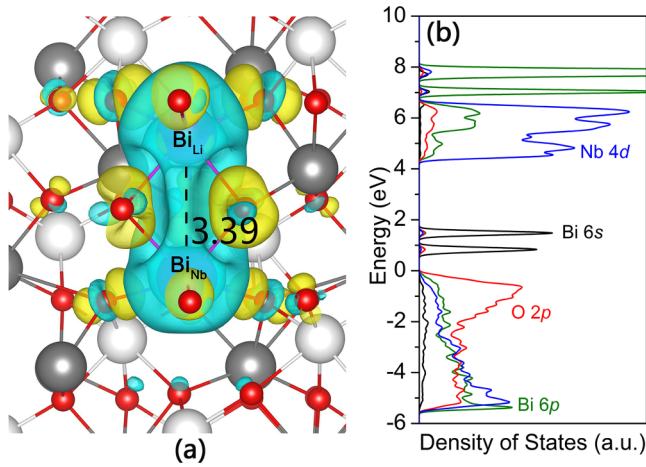 Bi_Li
3.39
Bi_Nb
(a)
(b)
Energy (eV)
10
8
6
4
2
0
-2
-4
-6
Nb 4d
Bi 6s
O 2p
Bi 6p
Density of States (a.u.)